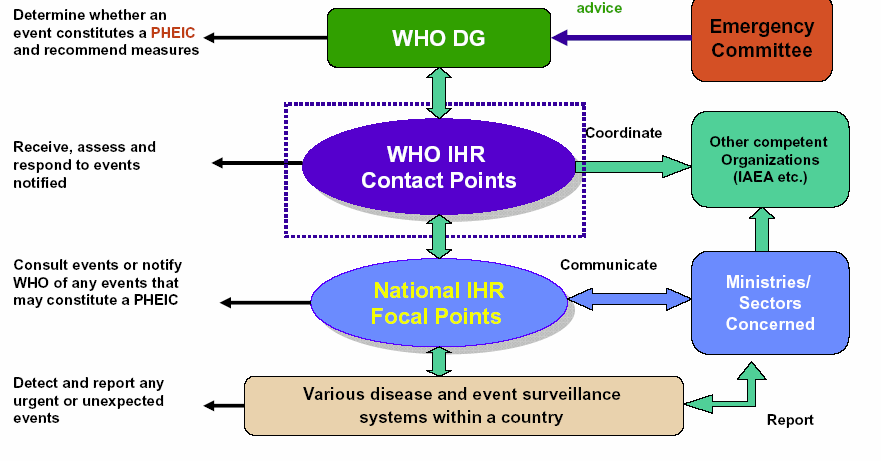 Determine whether an
event constitutes a PHEIC
and recommend measures
WHO DG
advice
Emergency
Committee
Receive, assess and
respond to events
notified
WHO IHR
Contact Points
Coordinate
Other competent
Organizations
(IAEA etc.)
Consult events or notify
WHO of any events that
may constitute a PHEIC
National IHR
Focal Points
Communicate
Ministries/
Sectors
Concerned
Detect and report any
urgent or unexpected
events
Various disease and event surveillance
systems within a country
Report